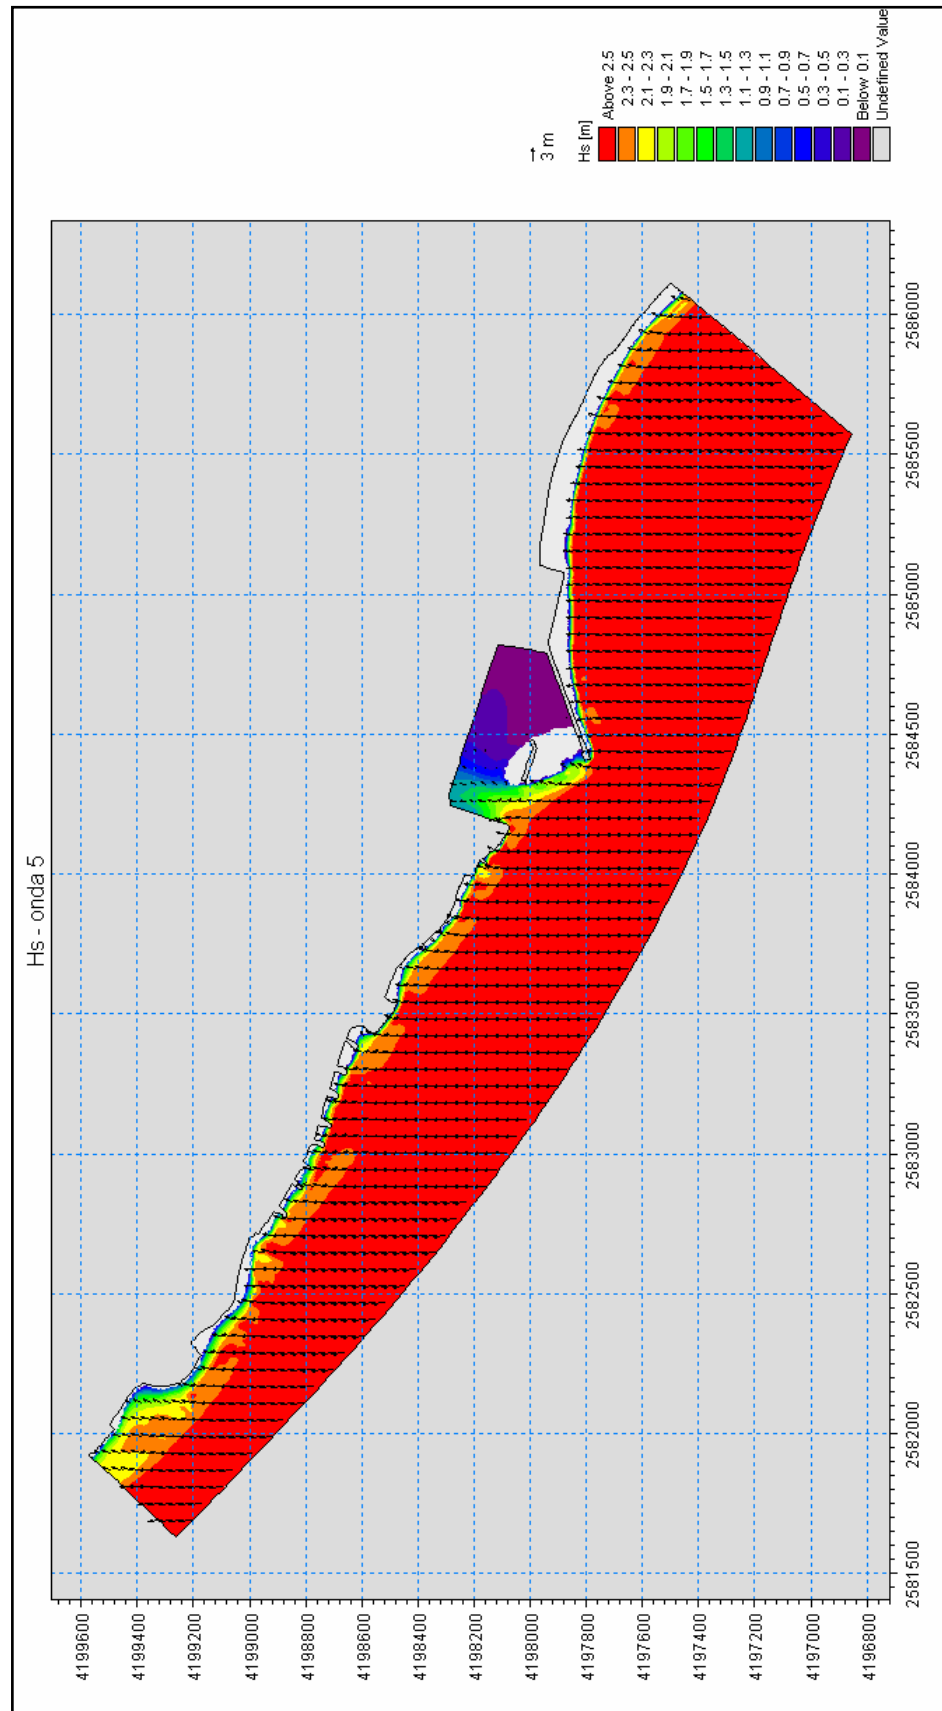 Hs - onda 5
3 m
Hs [m]
Above 2.5
2.3 - 2.5
2.1 - 2.3
1.9 - 2.1
1.7 - 1.9
1.5 - 1.7
1.3 - 1.5
1.1 - 1.3
0.9 - 1.1
0.7 - 0.9
0.5 - 0.7
0.3 - 0.5
0.1 - 0.3
Below 0.1
Undefined Value
4199600
4199400
4199200
4199000
4198800
4198600
4198400
4198200
4198000
4197800
4197600
4197400
4197200
4197000
4196800
2581500
2582000
2582500
2583000
2583500
2584000
2584500
2585000
2585500
2586000